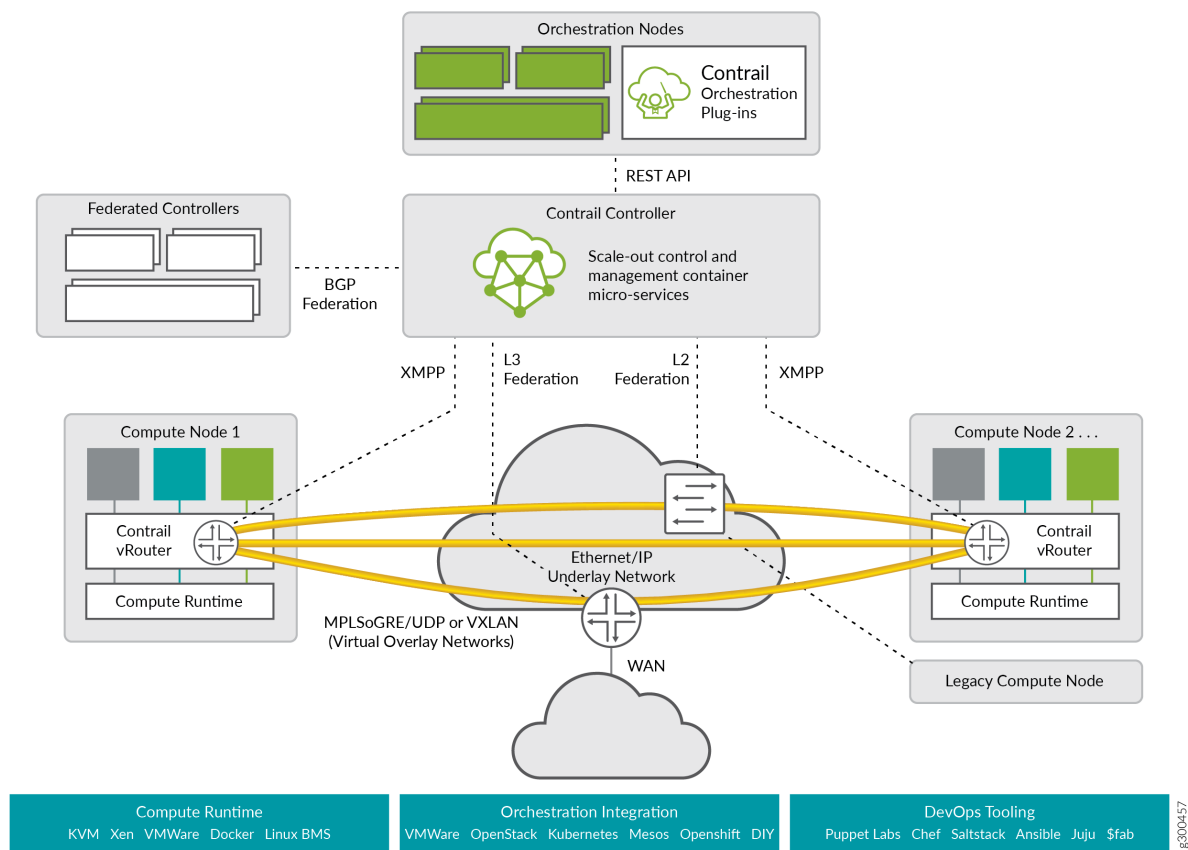 Orchestration Nodes
Contrail
Orchestration
Plug-ins
REST API
Federated Controllers
BGP
Federation
Contrail Controller
Scale-out control and
management container
micro-services
XMPP
L3
Federation
L2
Federation
XMPP
Compute Node 1
Contrail
vRouter
Compute Runtime
Compute Node 2 . . .
Contrail
vRouter
Compute Runtime
Ethernet/IP
Underlay Network
MPLSoGRE/UDP or VXLAN
(Virtual Overlay Networks)
WAN
Legacy Compute Node
Compute Runtime
KVM Xen VMWare Docker Linux BMS
Orchestration Integration
VMWare OpenStack Kubernetes Mesos Openshift DIY
DevOps Tooling
Puppet Labs Chef Saltstack Ansible Juju $fab
g300457